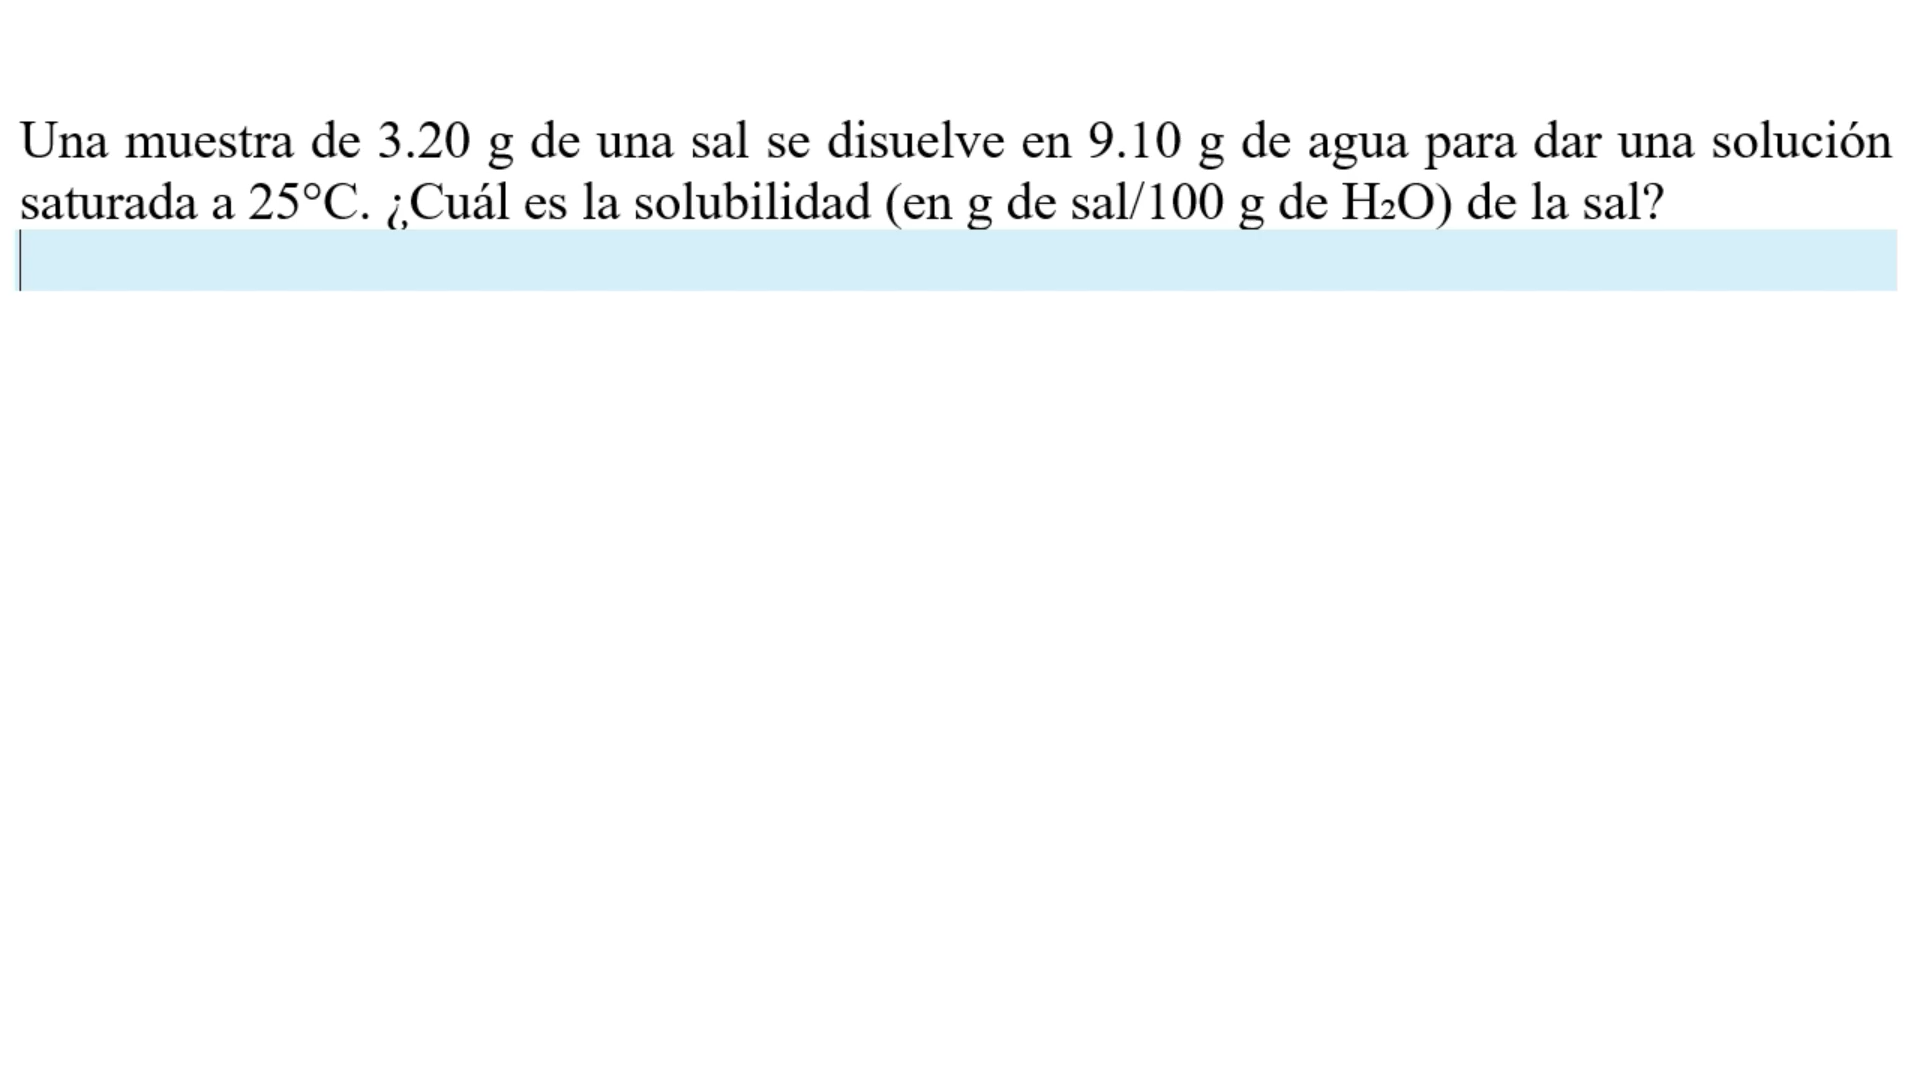 Una muestra de 3.20 g de una sal se disuelve en 9.10 g de agua para dar una solución
saturada a 25°C. ¿Cuál es la solubilidad (en g de sal/100 g de H₂O) de la sal?